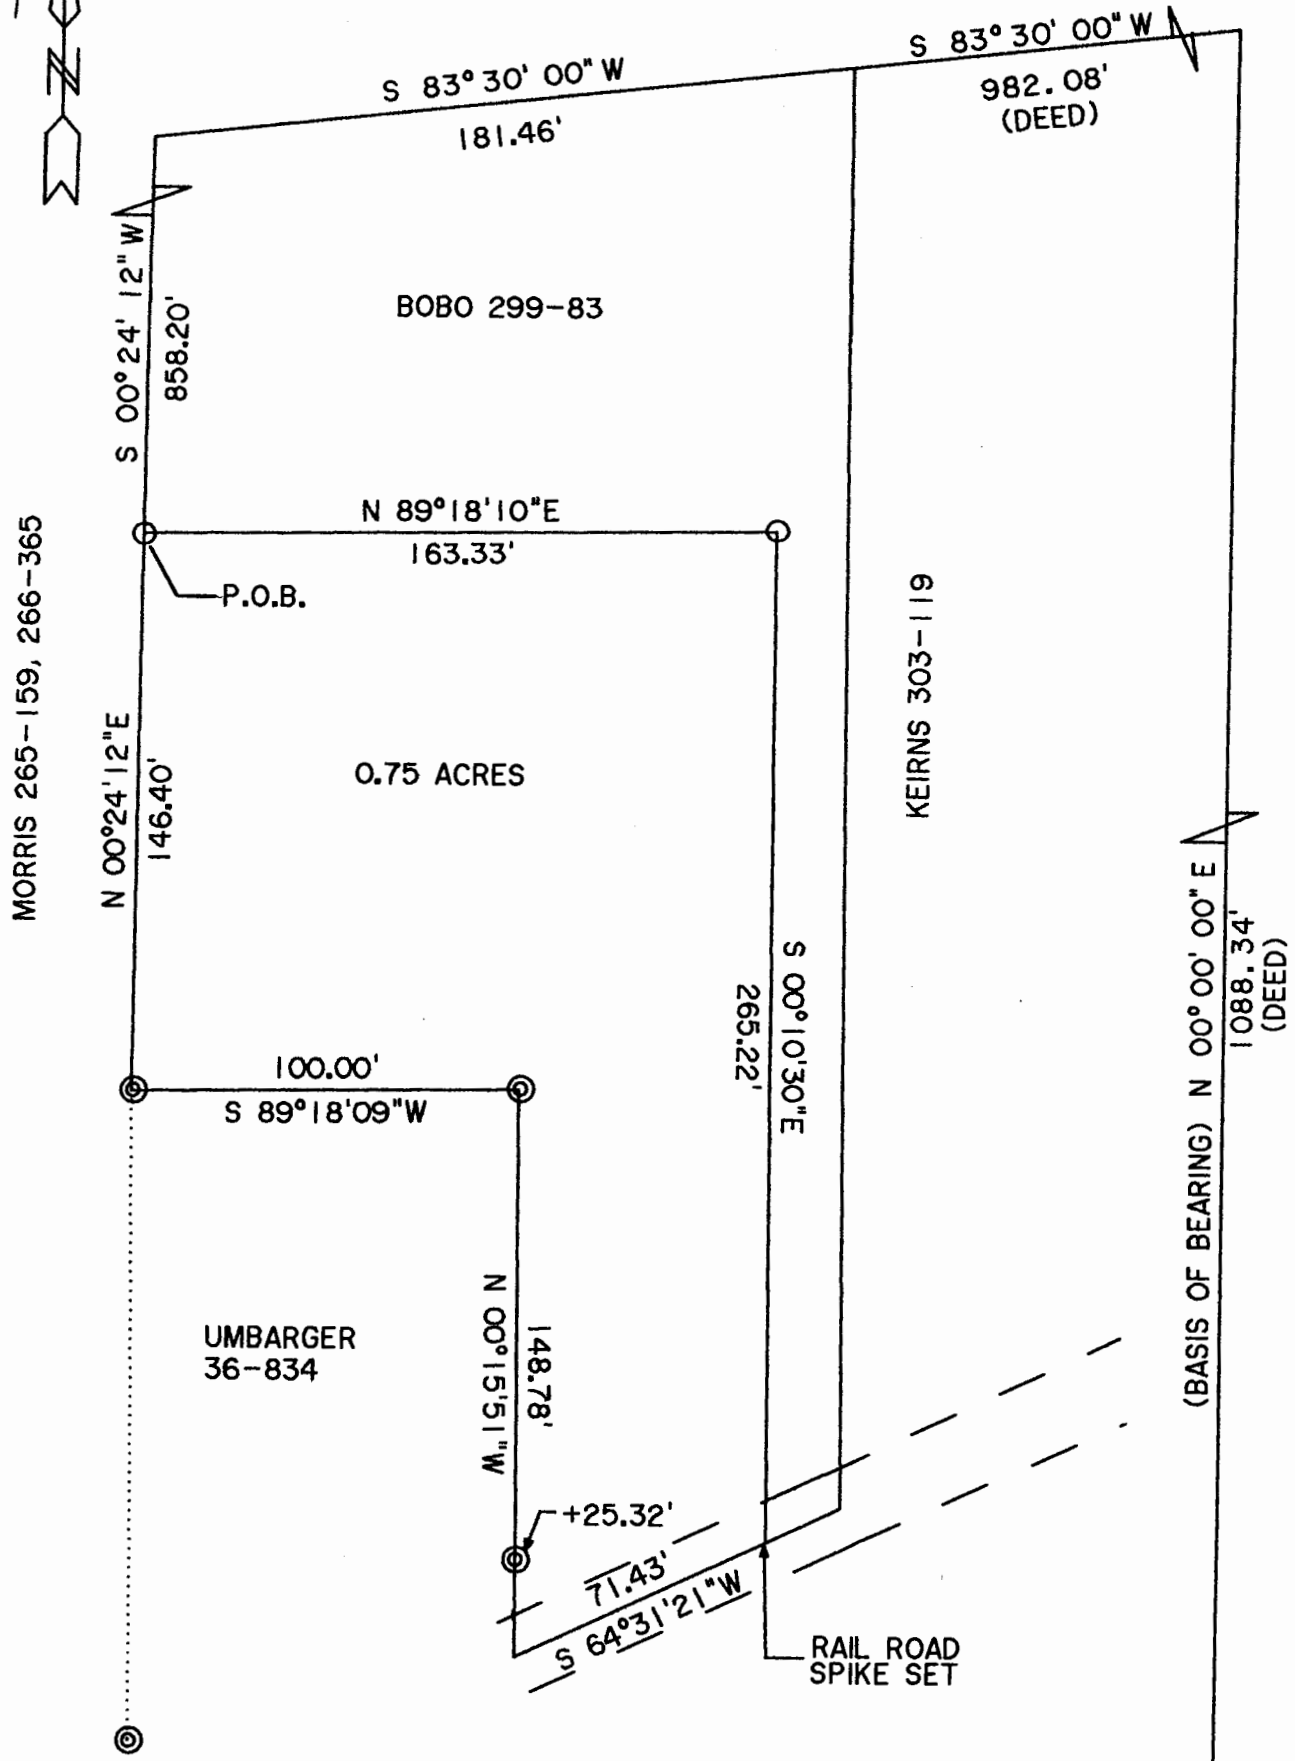 N
S 83° 30' 00" W
181.46'
S 83° 30' 00" W
982.08'
(DEED)
S 00° 24' 12" W
858.20'
BOBO 299-83
N 89°18'10"E
163.33'
P.O.B.
MORRIS 265-159, 266-365
N 00°24'12"E
146.40'
0.75 ACRES
KEIRNS 303-119
S 00°10'30"E
265.22'
(BASIS OF BEARING) N 00° 00' 00" E
1088.34'
(DEED)
100.00'
S 89°18'09"W
UMBARGER
36-834
N 00°15'51"W
148.78'
+25.32'
71.43'
S 64°31'21"W
RAIL ROAD
SPIKE SET